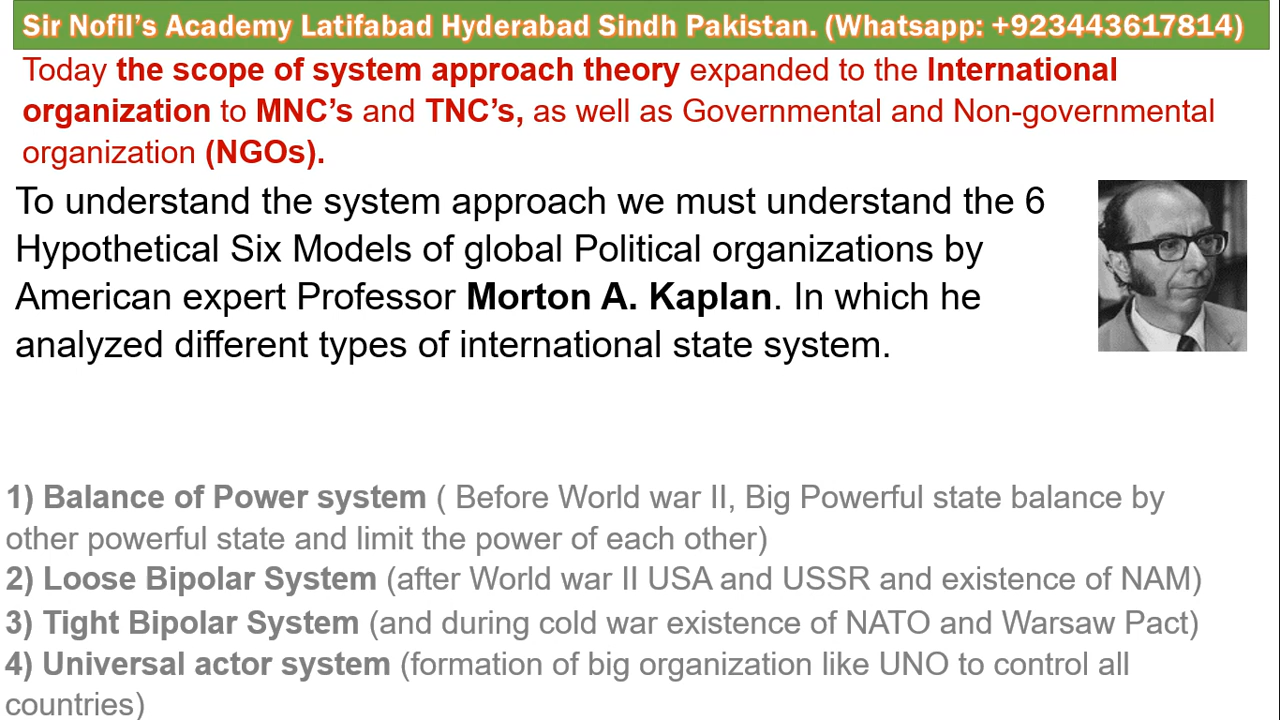 Sir Nofil’s Academy Latifabad Hyderabad Sindh Pakistan. (Whatsapp: +923443617814)
Today the scope of system approach theory expanded to the International
organization to MNC’s and TNC’s, as well as Governmental and Non-governmental
organization (NGOs).
To understand the system approach we must understand the 6
Hypothetical Six Models of global Political organizations by
American expert Professor Morton A. Kaplan. In which he
analyzed different types of international state system.
1) Balance of Power system ( Before World war II, Big Powerful state balance by
other powerful state and limit the power of each other)
2) Loose Bipolar System (after World war II USA and USSR and existence of NAM)
3) Tight Bipolar System (and during cold war existence of NATO and Warsaw Pact)
4) Universal actor system (formation of big organization like UNO to control all
countries)